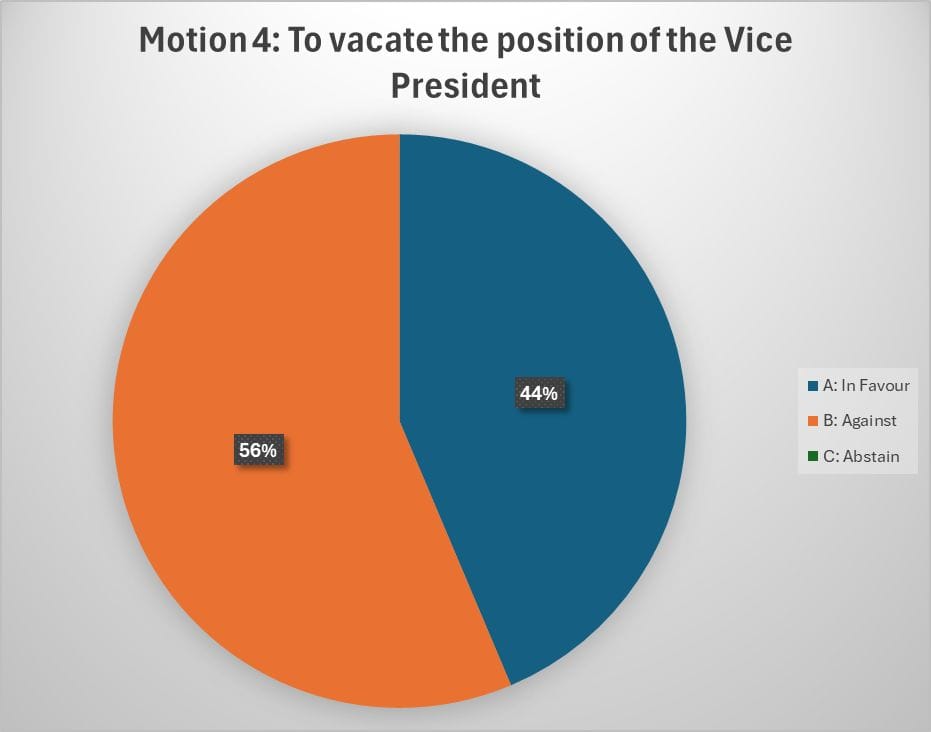 Motion 4: To vacate the position of the Vice
President
44%
56%
A: In Favour
B: Against
C: Abstain